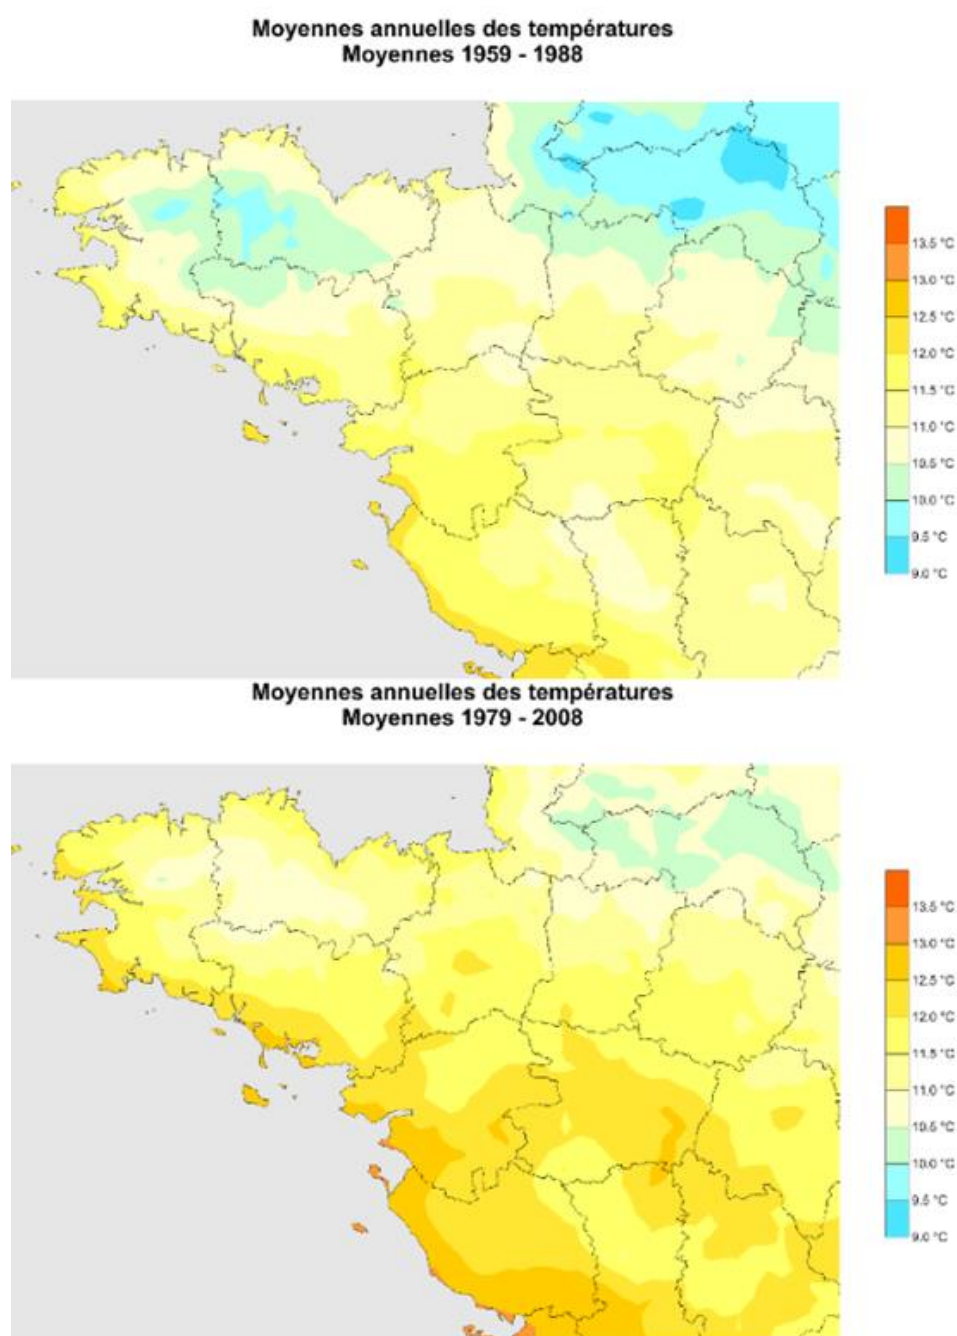 Moyennes annuelles des températures
Moyennes 1959 - 1988
13.5 °C
13.0 °C
12.5 °C
12.0 °C
11.5 °C
11.0 °C
10.5 °C
10.0 °C
9.5 °C
9.0 °C
Moyennes annuelles des températures
Moyennes 1979 - 2008
13.5 °C
13.0 °C
12.5 °C
12.0 °C
11.5 °C
11.0 °C
10.5 °C
10.0 °C
9.5 °C
9.0 °C